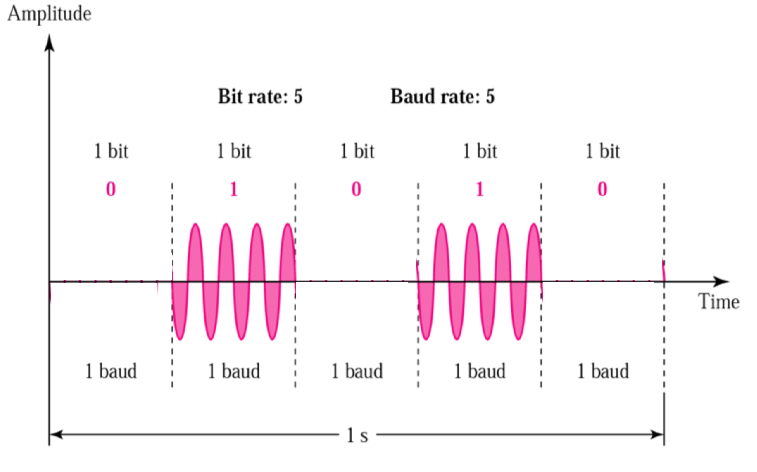 Amplitude
Bit rate: 5 Baud rate: 5
1 bit 1 bit 1 bit 1 bit 1 bit
0 1 0 1 0
Time
1 baud 1 baud 1 baud 1 baud 1 baud
1 s